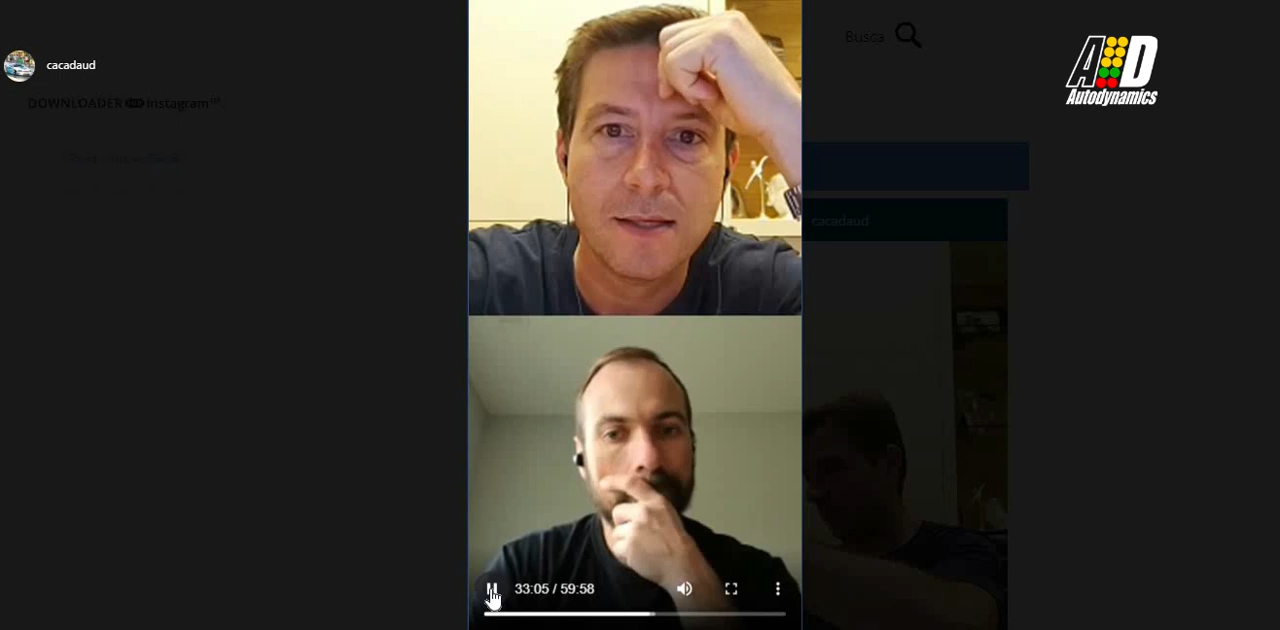 cacadaud
DOWNLOADER
Instagram
Busca
AD
Autodynamics
cacadaud
33:05 / 59:58